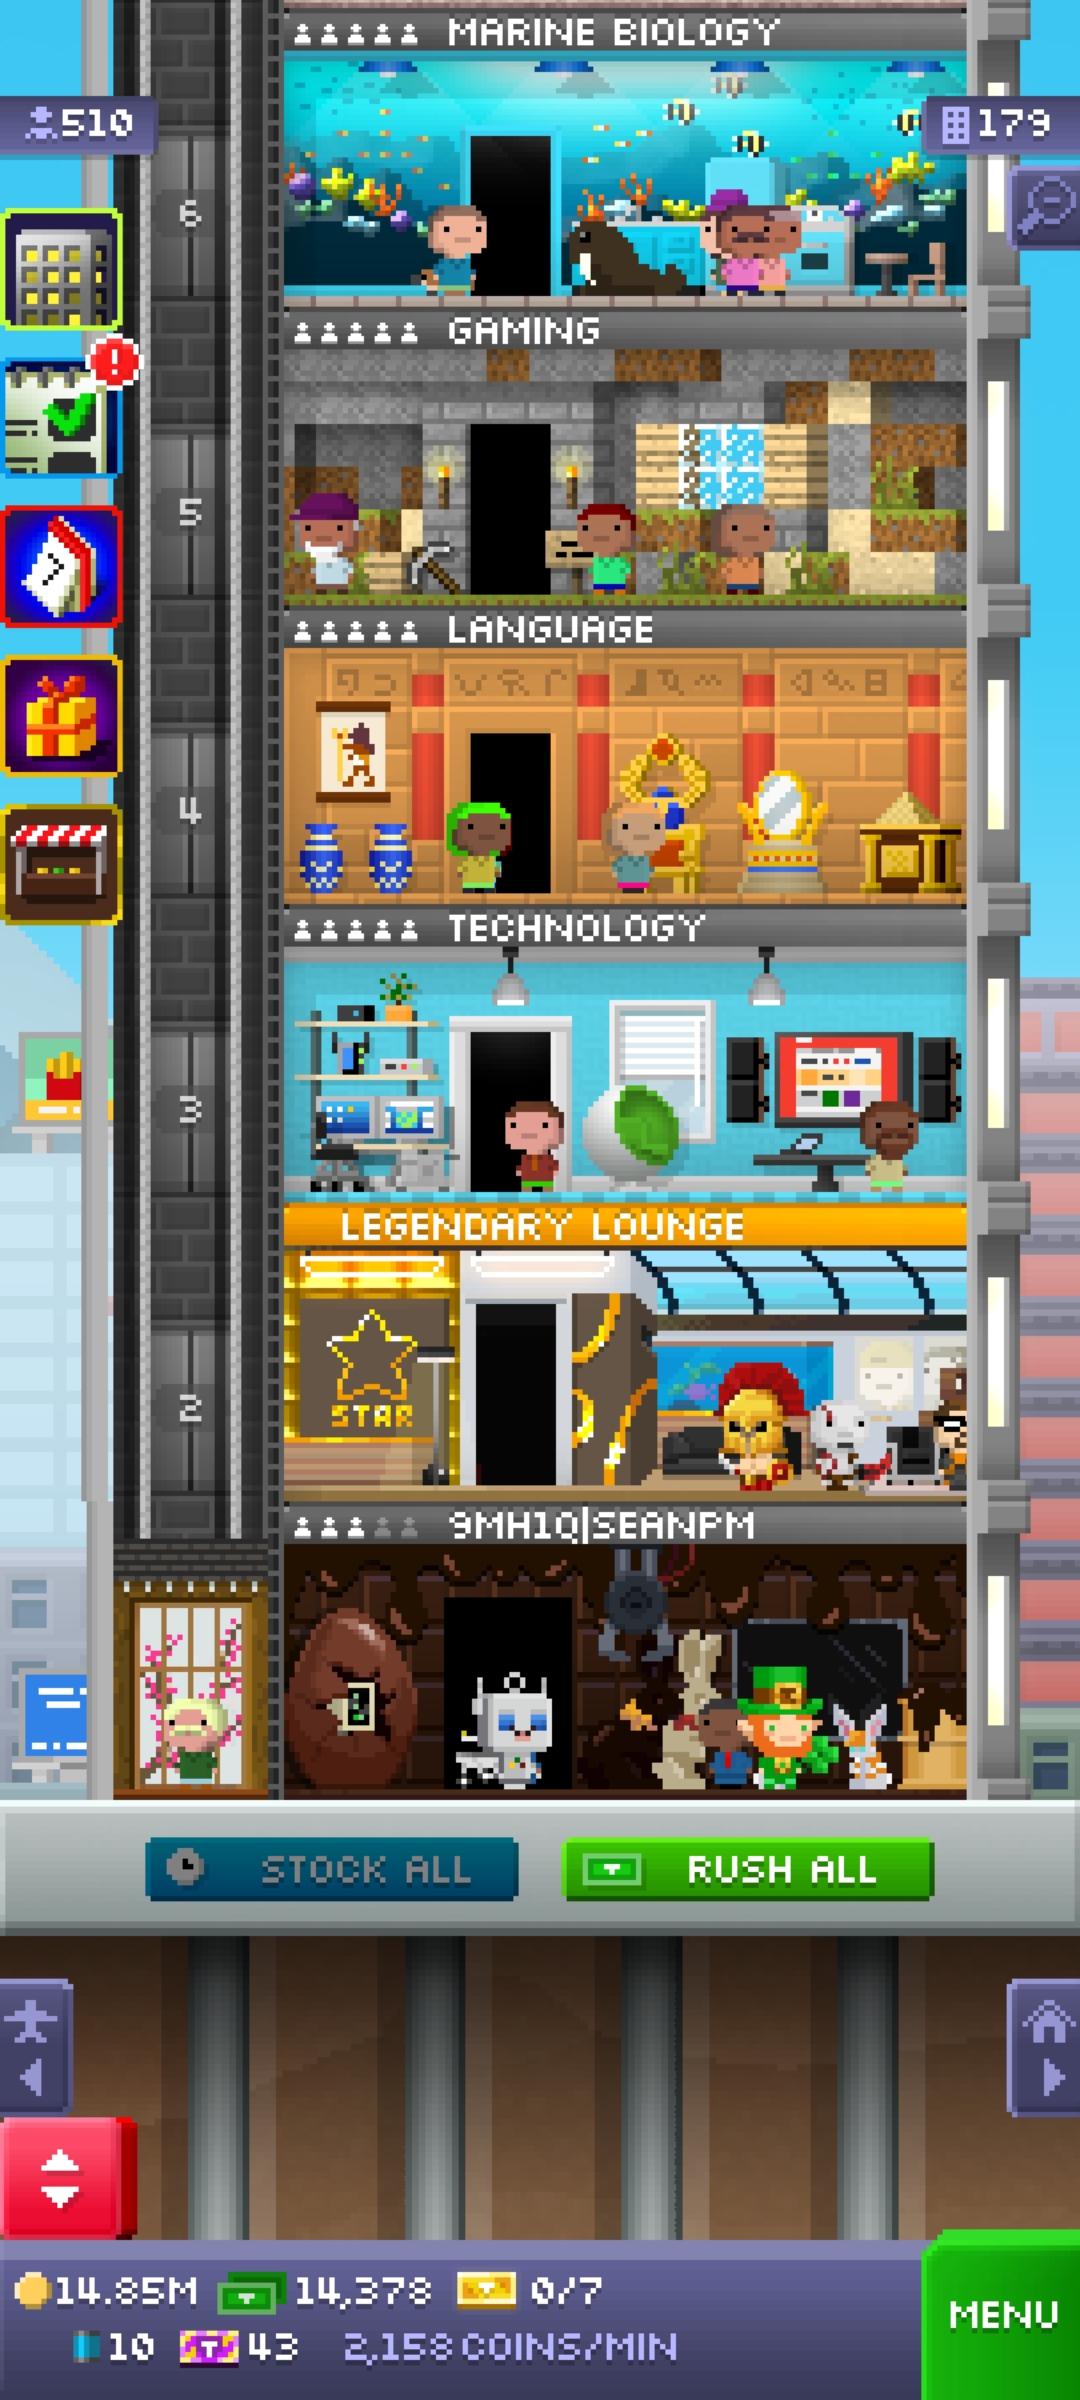 MARINE BIOLOGY
510
179
6
GAMING
5
LANGUAGE
4
TECHNOLOGY
3
LEGENDARY LOUNGE
STAR
2
9MH1Q|SEANPM
STOCK ALL
RUSH ALL
14.85M 14,378 0/7
10 43 2,158 COINS/MIN
MENU